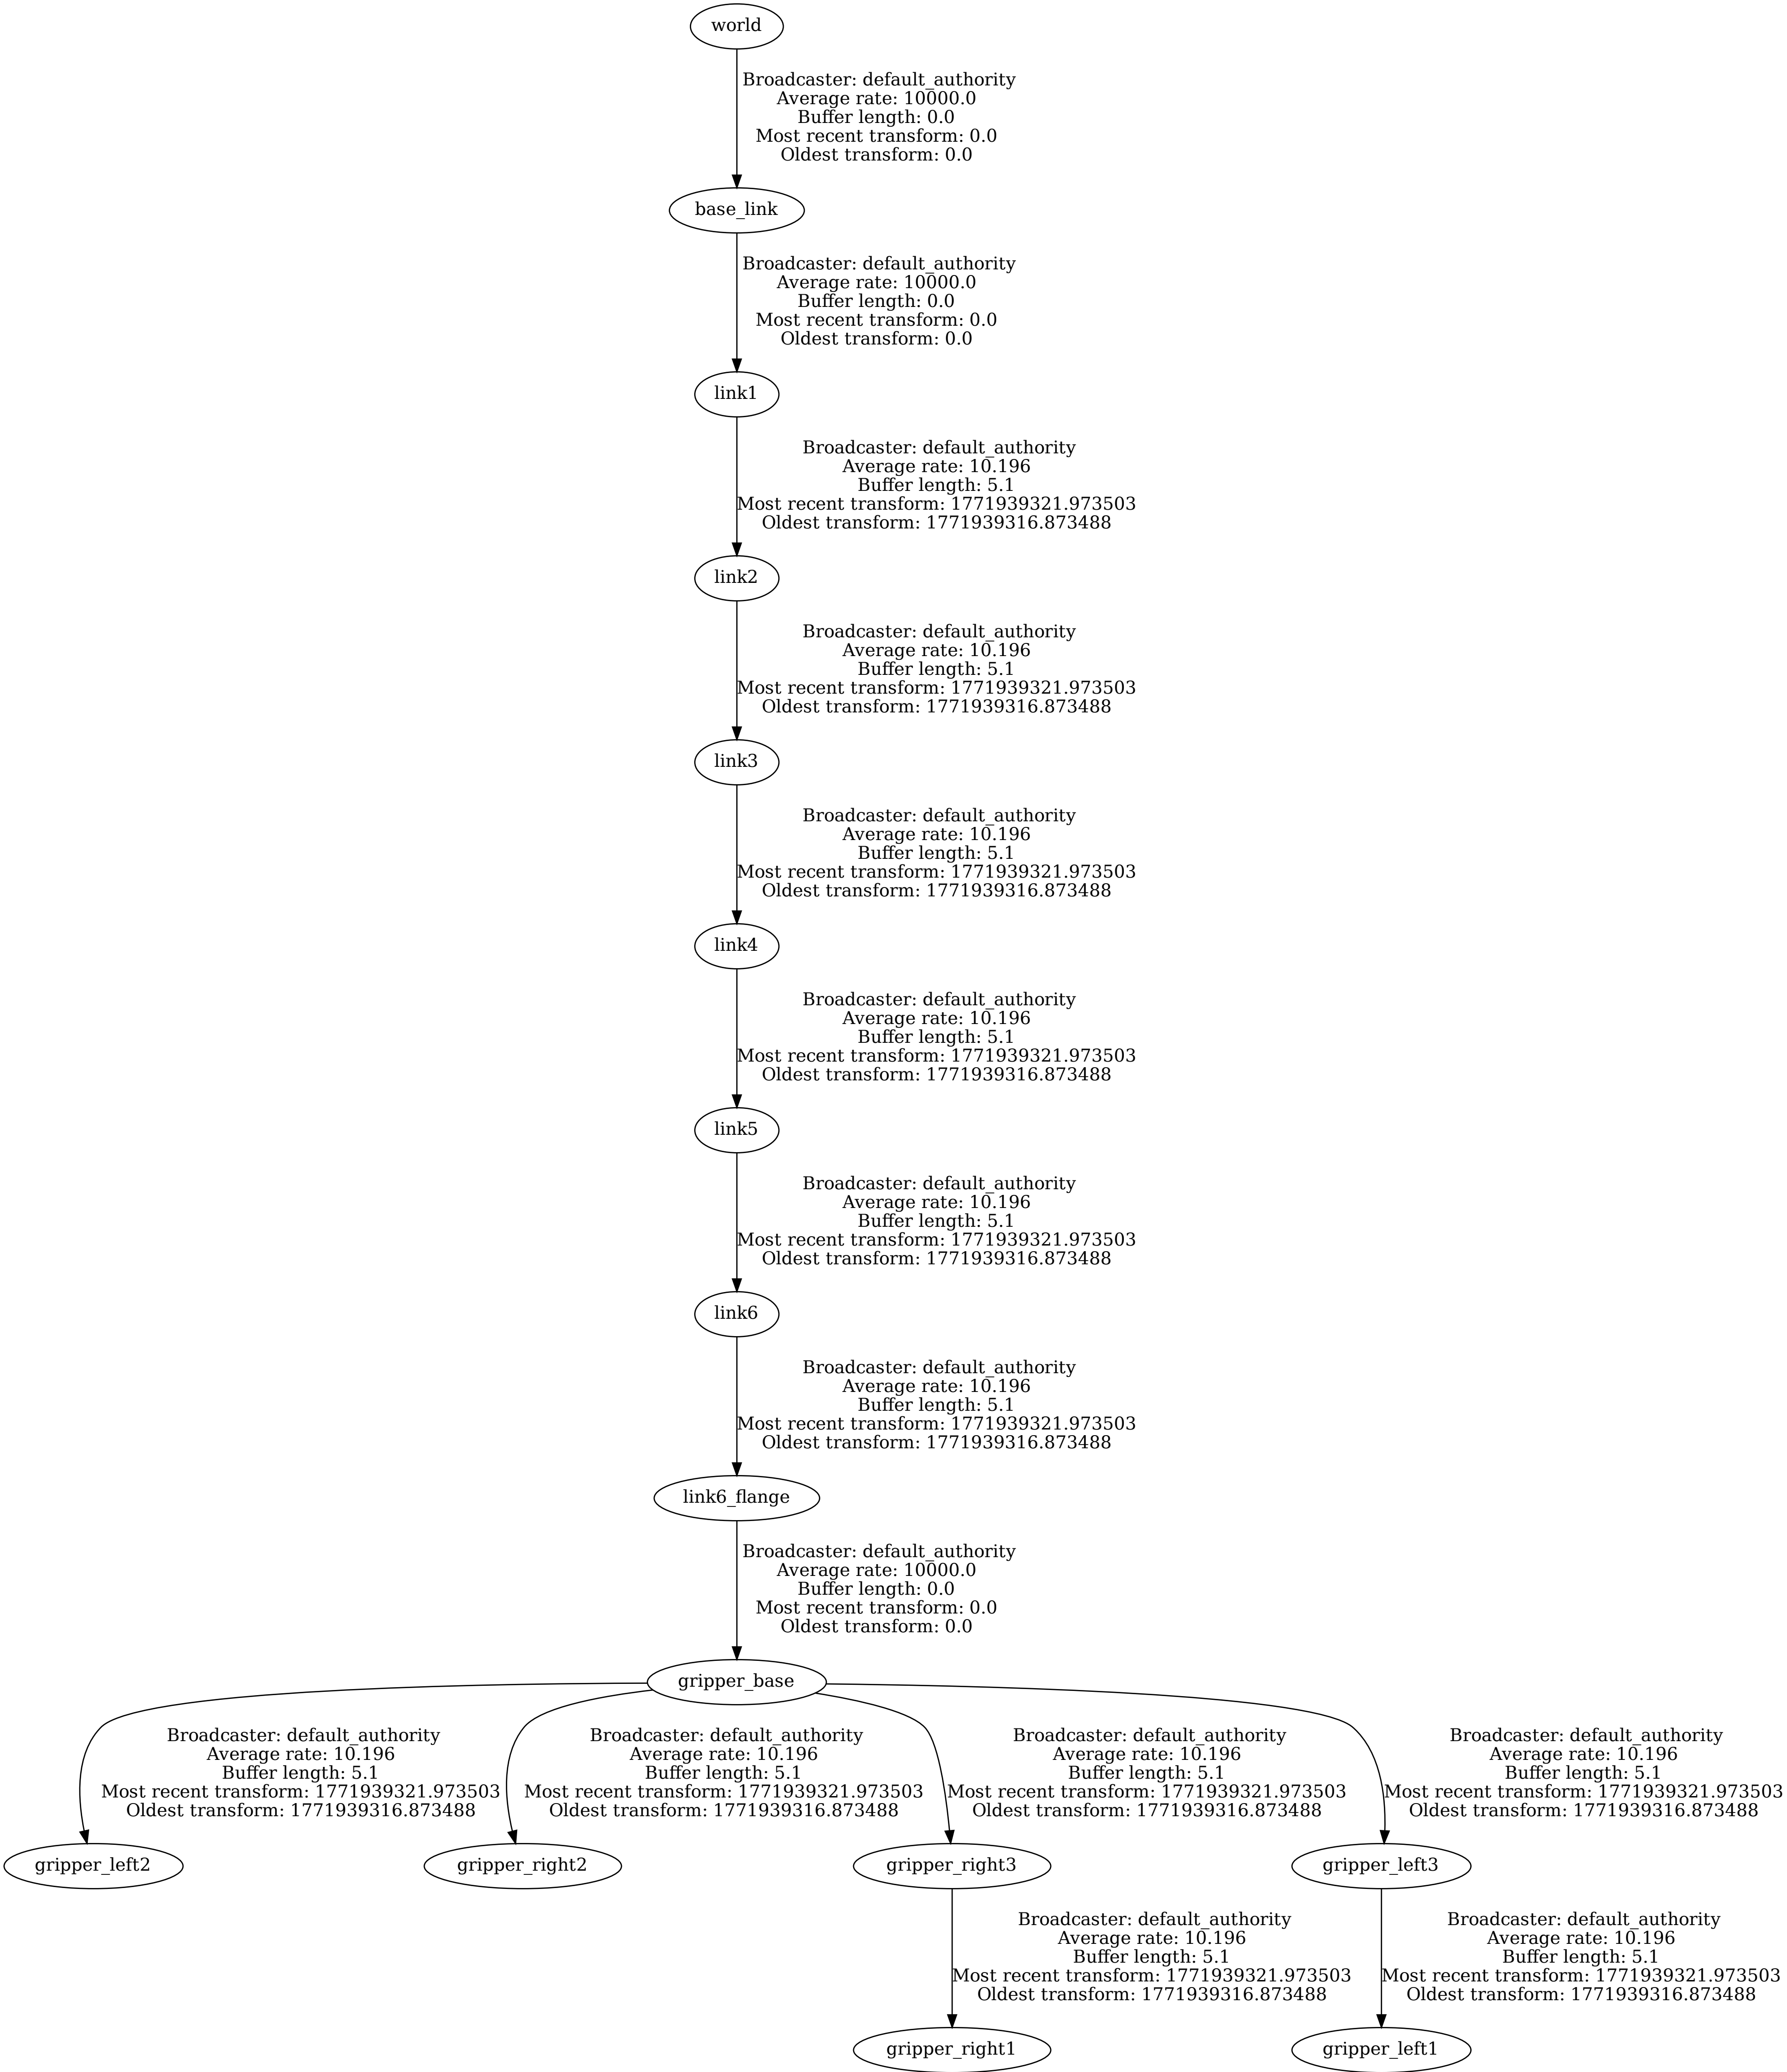 world
Broadcaster: default_authority
Average rate: 10000.0
Buffer length: 0.0
Most recent transform: 0.0
Oldest transform: 0.0
base_link
Broadcaster: default_authority
Average rate: 10000.0
Buffer length: 0.0
Most recent transform: 0.0
Oldest transform: 0.0
link1
Broadcaster: default_authority
Average rate: 10.196
Buffer length: 5.1
Most recent transform: 1771939321.973503
Oldest transform: 1771939316.873488
link2
Broadcaster: default_authority
Average rate: 10.196
Buffer length: 5.1
Most recent transform: 1771939321.973503
Oldest transform: 1771939316.873488
link3
Broadcaster: default_authority
Average rate: 10.196
Buffer length: 5.1
Most recent transform: 1771939321.973503
Oldest transform: 1771939316.873488
link4
Broadcaster: default_authority
Average rate: 10.196
Buffer length: 5.1
Most recent transform: 1771939321.973503
Oldest transform: 1771939316.873488
link5
Broadcaster: default_authority
Average rate: 10.196
Buffer length: 5.1
Most recent transform: 1771939321.973503
Oldest transform: 1771939316.873488
link6
Broadcaster: default_authority
Average rate: 10.196
Buffer length: 5.1
Most recent transform: 1771939321.973503
Oldest transform: 1771939316.873488
link6_flange
Broadcaster: default_authority
Average rate: 10000.0
Buffer length: 0.0
Most recent transform: 0.0
Oldest transform: 0.0
gripper_base
Broadcaster: default_authority
Average rate: 10.196
Buffer length: 5.1
Most recent transform: 1771939321.973503
Oldest transform: 1771939316.873488
Broadcaster: default_authority
Average rate: 10.196
Buffer length: 5.1
Most recent transform: 1771939321.973503
Oldest transform: 1771939316.873488
Broadcaster: default_authority
Average rate: 10.196
Buffer length: 5.1
Most recent transform: 1771939321.973503
Oldest transform: 1771939316.873488
Broadcaster: default_authority
Average rate: 10.196
Buffer length: 5.1
Most recent transform: 1771939321.973503
Oldest transform: 1771939316.873488
gripper_left2
gripper_right2
gripper_right3
gripper_left3
Broadcaster: default_authority
Average rate: 10.196
Buffer length: 5.1
Most recent transform: 1771939321.973503
Oldest transform: 1771939316.873488
Broadcaster: default_authority
Average rate: 10.196
Buffer length: 5.1
Most recent transform: 1771939321.973503
Oldest transform: 1771939316.873488
gripper_right1
gripper_left1